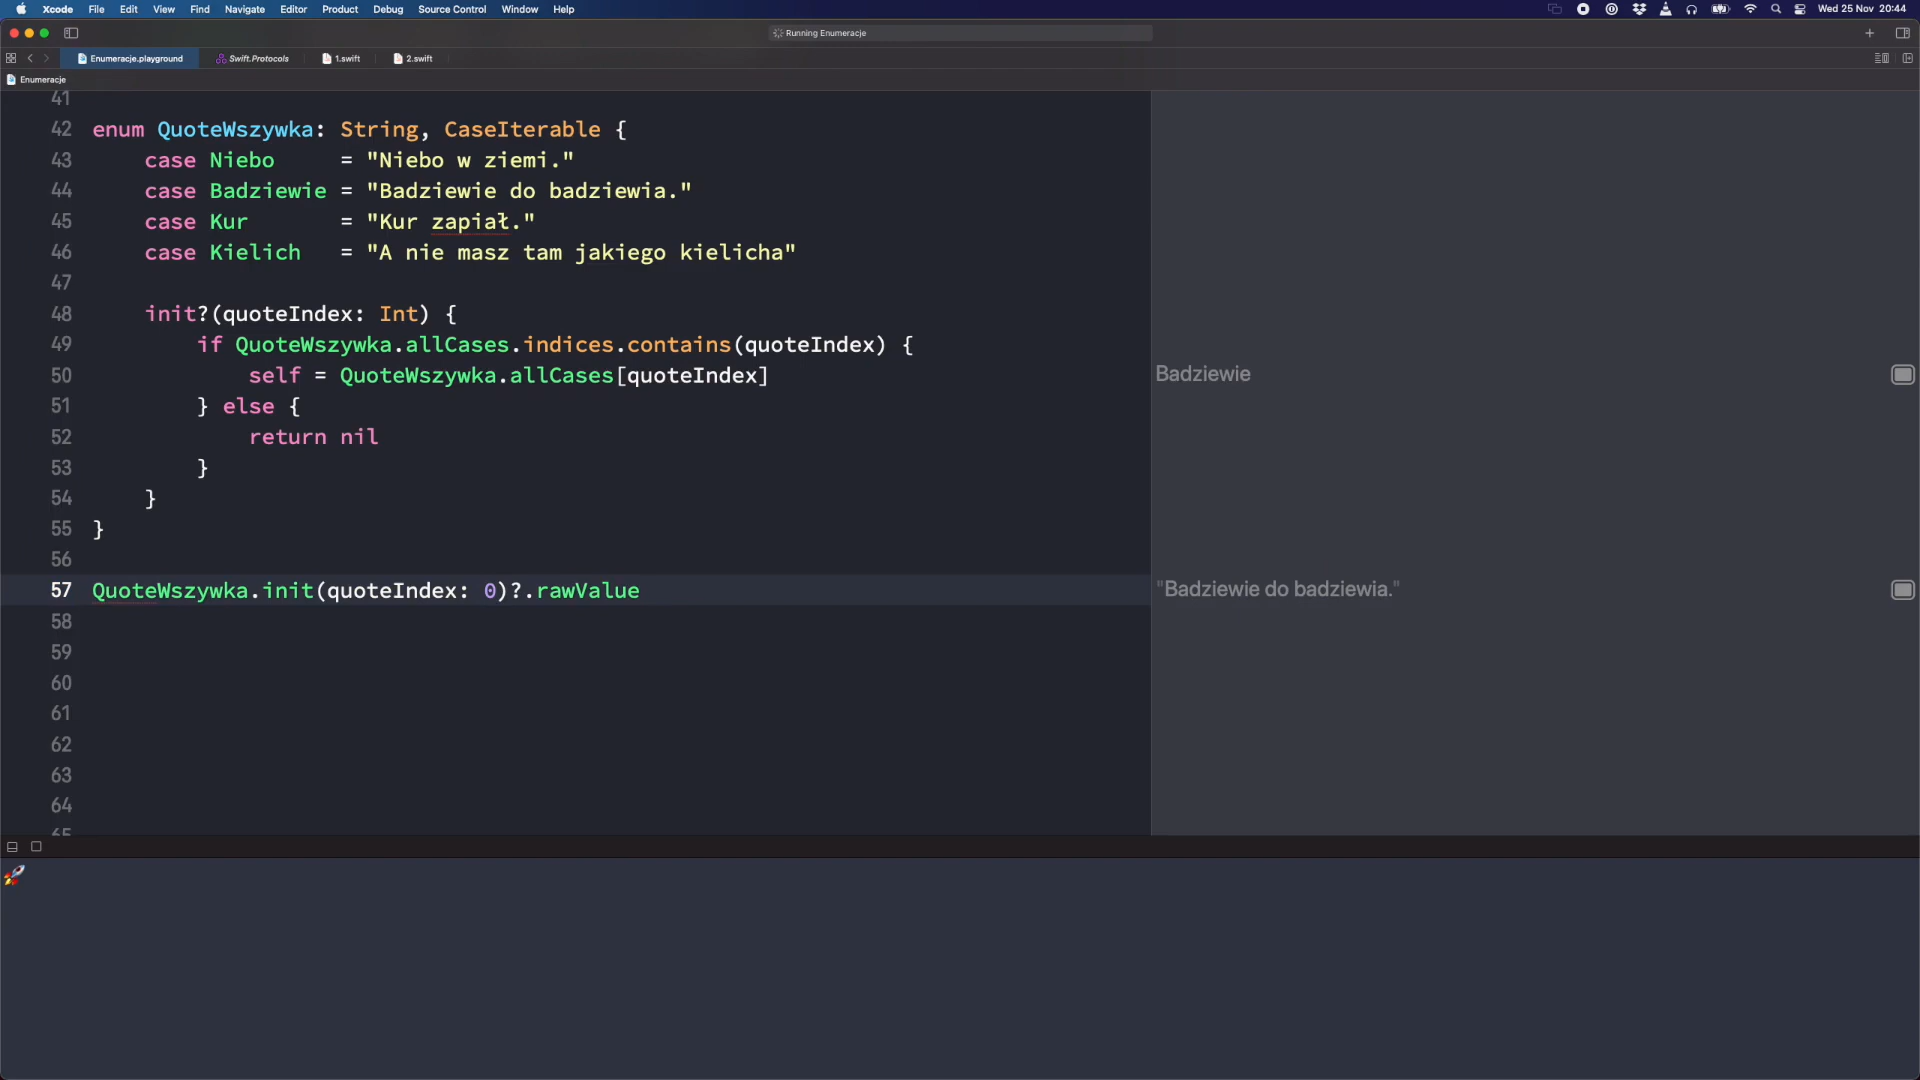 Xcode File Edit View Find Navigate Editor Product Debug Source Control Window Help Wed 25 Nov 20:44
Running Enumeracje
Enumeracje.playground Swift.Protocols 1.swift 2.swift
Enumeracje
41
42 enum QuoteWszywka: String, CaseIterable {
43 case Niebo = "Niebo w ziemi."
44 case Badziewie = "Badziewie do badziewia."
45 case Kur = "Kur zapiał."
46 case Kielich = "A nie masz tam jakiego kielicha"
47
48 init?(quoteIndex: Int) {
49 if QuoteWszywka.allCases.indices.contains(quoteIndex) {
50 self = QuoteWszywka.allCases[quoteIndex] Badziewie
51 } else {
52 return nil
53 }
54 }
55 }
56
57 QuoteWszywka.init(quoteIndex: 0)?.rawValue "Badziewie do badziewia."
58
59
60
61
62
63
64
65